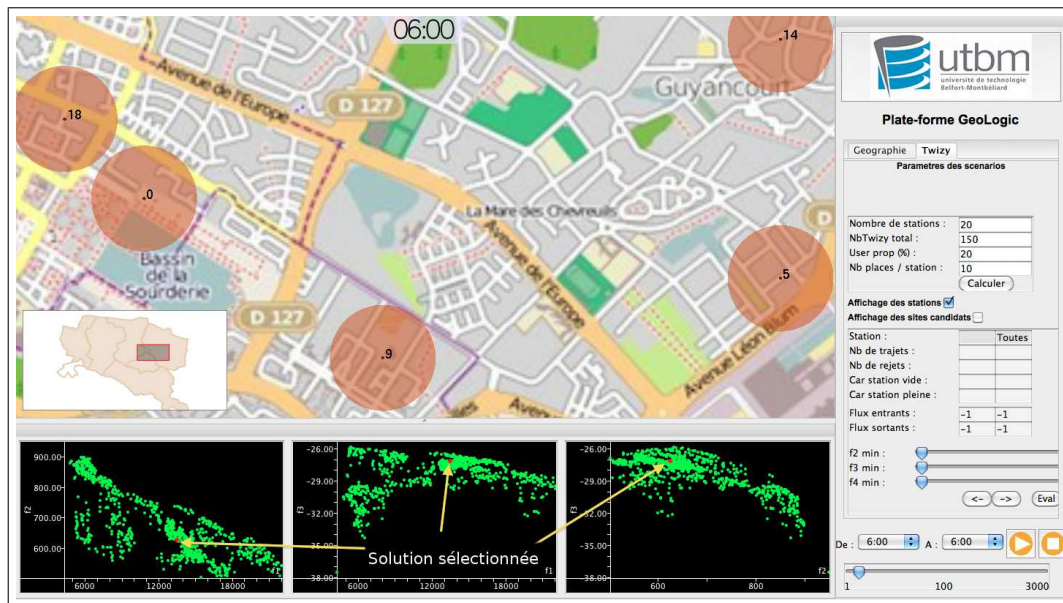 06:00
.14
Guyancourt
Avenue de l'Europe
D 127
.18
.0
La Mare des Chevreuils
D
Avenue de l'Europe
Bassin
de la
Sourderie
.5
D 127
.9
Avenue Léon Blum
Ave
utbm
université de technologie
Belfort-Montbéliard
Plate-forme GeoLogic
Geographie
Twizy
Parametres des scenarios
Nombre de stations : 20
NbTwizy total : 150
User prop (%) : 20
Nb places / station : 10
Calculer
Affichage des stations
Affichage des sites candidats
Station : Toutes
Nb de trajets :
Nb de rejets :
Car station vide :
Car station pleine :
Flux entrants : -1 -1
Flux sortants : -1 -1
f2 min :
f3 min :
f4 min :
<- -> Eval
De : 6:00 A : 6:00
1 100 3000
900.00
800.00
f2
700.00
600.00
6000 12000 18000
-26.00
-29.00
f3
-32.00
-35.00
-38.00
f1
6000 12000 18000
-26.00
-29.00
f3
-32.00
-35.00
-38.00
f2
600 800
Solution sélectionnée